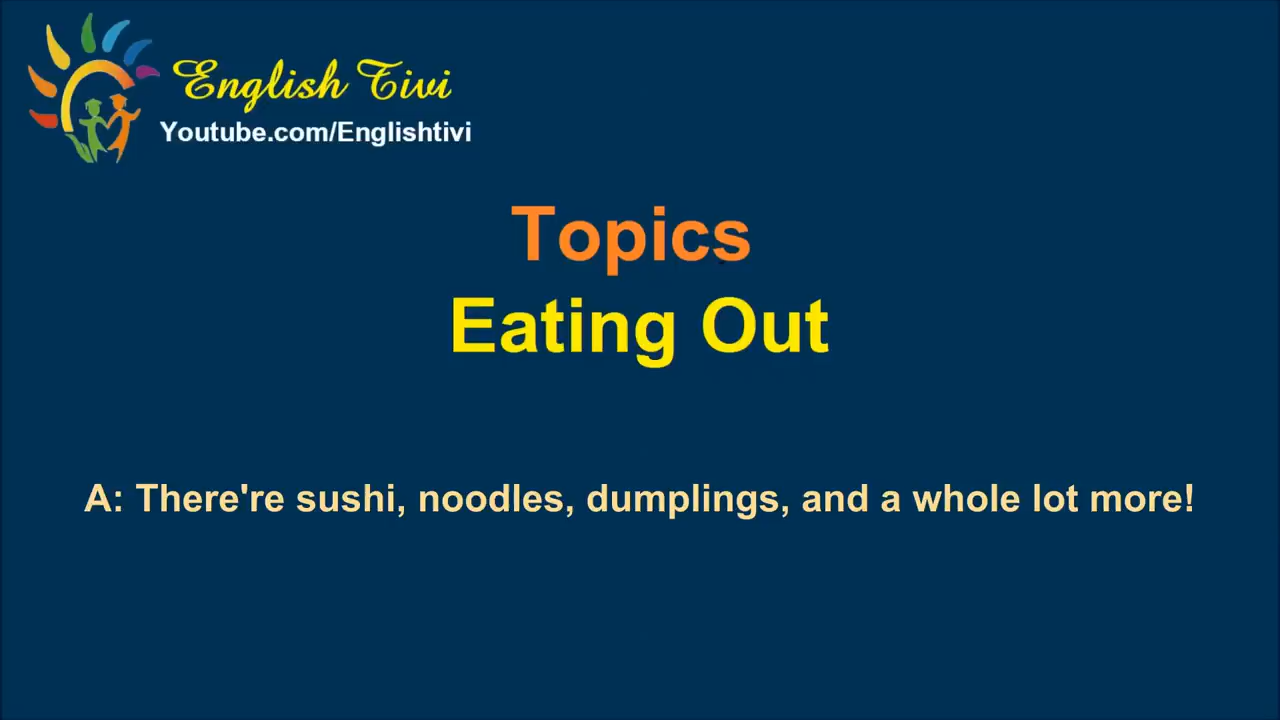 English Tivi
Youtube.com/Englishtivi
Topics
Eating Out
A: There're sushi, noodles, dumplings, and a whole lot more!